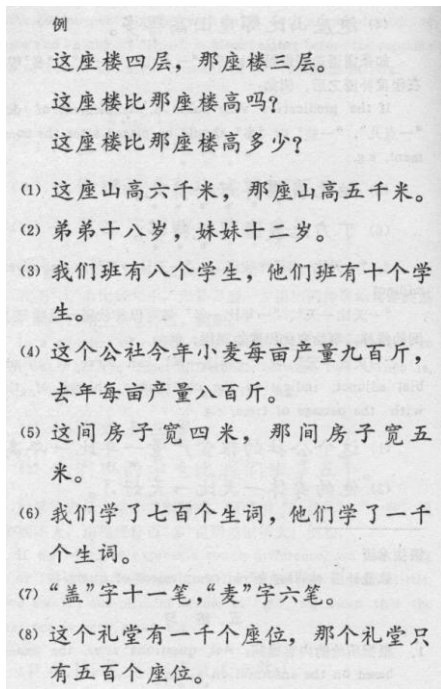 例
这座楼四层，那座楼三层。
这座楼比那座楼高吗?
这座楼比那座楼高多少?
(1) 这座山高六千米，那座山高五千米。
(2) 弟弟十八岁，妹妹十三岁。
(3) 我们班有八个学生，他们班有十个学
生。
(4) 这个公社今年小麦每亩产量九百斤，
去年每亩产量八百斤。
(5) 这间房子宽四米，那间房子宽五
米。
(6) 我们学了七百个生词，他们学了一千
个生词。
(7) “盖”字十一笔，“麦”字六笔。
(8) 这个礼堂有一千个座位，那个礼堂只
有五百个座位。